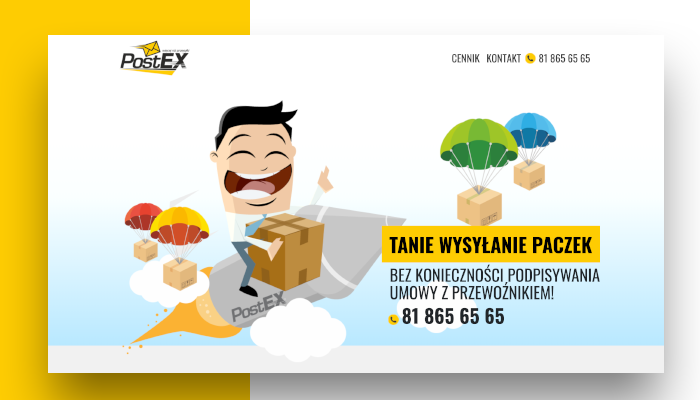 PostEX
CENNIK KONTAKT 81 865 65 65
TANIE WYSYŁANIE PACZEK
BEZ KONIECZNOŚCI PODPISYWANIA
UMOWY Z PRZEWOŹNIKIEM!
81 865 65 65
PostEX